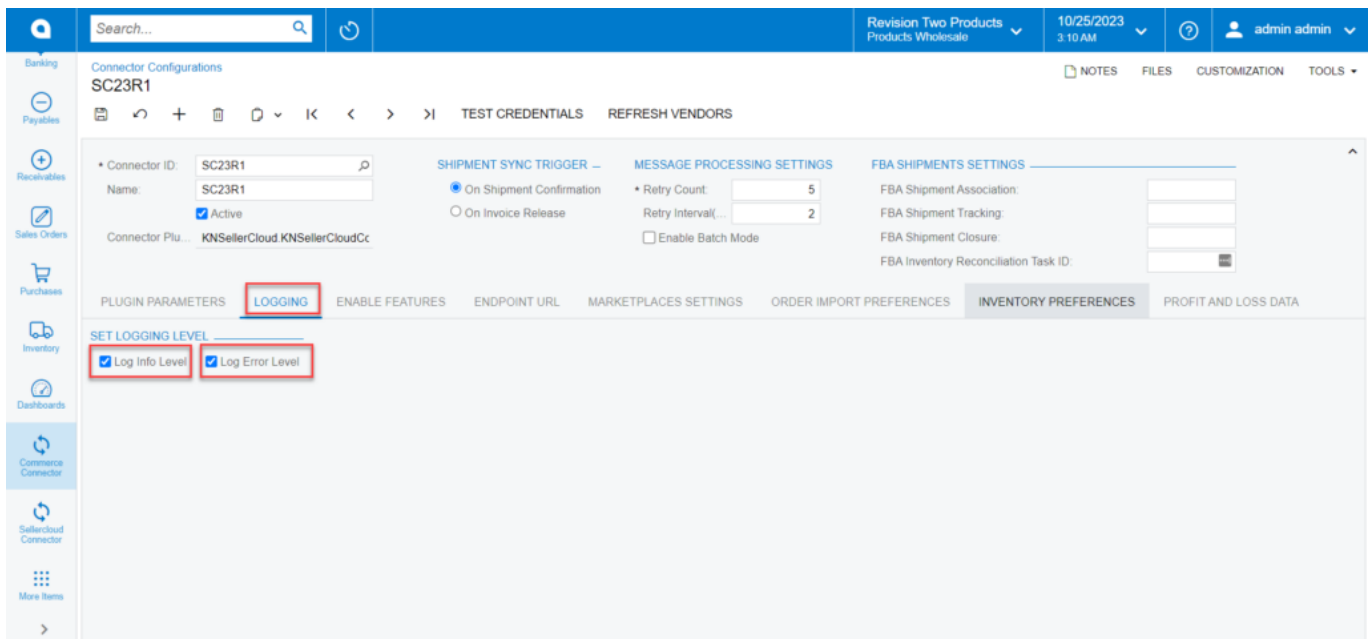 Search...
Revision Two Products
Products Wholesale
10/25/2023
3:10 AM
admin admin
Banking
Payables
Receivables
Sales Orders
Purchases
Inventory
Dashboards
Commerce
Connector
Sellercloud
Connector
More Items
Connector Configurations
SC23R1
NOTES FILES CUSTOMIZATION TOOLS
TEST CREDENTIALS REFRESH VENDORS
* Connector ID: SC23R1
Name: SC23R1
Active
Connector Plu... KNSellerCloud.KNSellerCloudCc
SHIPMENT SYNC TRIGGER
On Shipment Confirmation
On Invoice Release
MESSAGE PROCESSING SETTINGS
* Retry Count: 5
Retry Interval(... 2
Enable Batch Mode
FBA SHIPMENTS SETTINGS
FBA Shipment Association:
FBA Shipment Tracking:
FBA Shipment Closure:
FBA Inventory Reconciliation Task ID:
PLUGIN PARAMETERS LOGGING ENABLE FEATURES ENDPOINT URL MARKETPLACES SETTINGS ORDER IMPORT PREFERENCES INVENTORY PREFERENCES PROFIT AND LOSS DATA
SET LOGGING LEVEL
Log Info Level Log Error Level